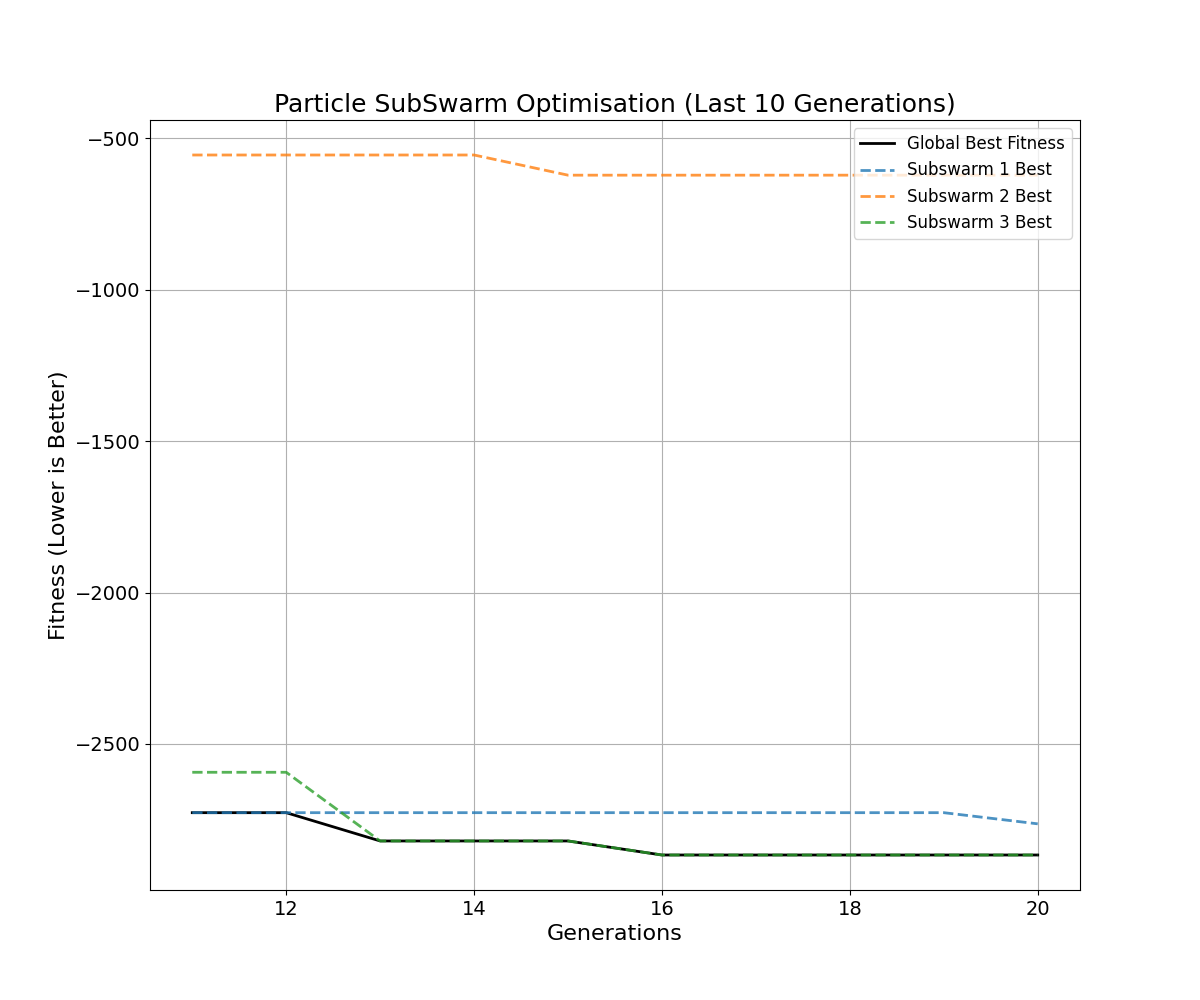 Particle SubSwarm Optimisation (Last 10 Generations)
−500
−1000
−1500
−2000
−2500
Fitness (Lower is Better)
Global Best Fitness
Subswarm 1 Best
Subswarm 2 Best
Subswarm 3 Best
12
14
16
18
20
Generations